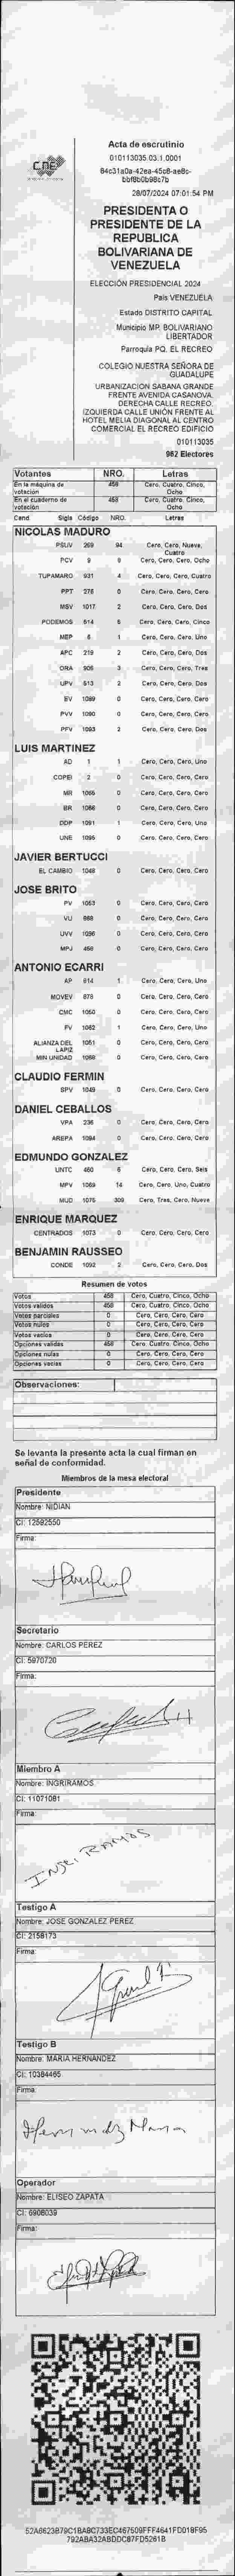 CNE
Acta de escrutinio
010113035.03.1.0001
28/07/2024 07:01:54 PM
PRESIDENTA O
PRESIDENTE DE LA
REPUBLICA
BOLIVARIANA DE
VENEZUELA
ELECCIÓN PRESIDENCIAL 2024
País VENEZUELA
Estado DISTRITO CAPITAL
Municipio MP. BOLIVARIANO
LIBERTADOR
Parroquia PQ. EL RECREO
COLEGIO NUESTRA SEÑORA DE
GUADALUPE
URBANIZACION SABANA GRANDE
FRENTE AVENIDA CASANOVA.
DERECHA CALLE RECREO.
IZQUIERDA CALLE UNIÓN FRENTE AL
HOTEL MELIA DIAGONAL AL CENTRO
COMERCIAL EL RECREO EDIFICIO
010113035
982 Electores
Votantes NRO. Letras
En la máquina de votación 458 Cero, Cuatro, Cinco, Ocho
En el cuaderno de votación 458 Cero, Cuatro, Cinco, Ocho
Cand. Sigla Código NRO. Letras
NICOLAS MADURO
PSUV 269 94 Cero, Cero, Nueve, Cuatro
PCV 9 8 Cero, Cero, Cero, Ocho
TUPAMARO 931 4 Cero, Cero, Cero, Cuatro
PPT 276 0 Cero, Cero, Cero, Cero
MSV 1017 2 Cero, Cero, Cero, Dos
PODEMOS 614 5 Cero, Cero, Cero, Cinco
MEP 6 1 Cero, Cero, Cero, Uno
APC 219 2 Cero, Cero, Cero, Dos
ORA 906 3 Cero, Cero, Cero, Tres
UPV 513 2 Cero, Cero, Cero, Dos
EV 1089 0 Cero, Cero, Cero, Cero
PVV 1090 0 Cero, Cero, Cero, Cero
PFV 1093 2 Cero, Cero, Cero, Dos
LUIS MARTINEZ
AD 1 1 Cero, Cero, Cero, Uno
COPEI 2 0 Cero, Cero, Cero, Cero
MR 1065 0 Cero, Cero, Cero, Cero
BR 1066 0 Cero, Cero, Cero, Cero
DDP 1091 1 Cero, Cero, Cero, Uno
UNE 1095 0 Cero, Cero, Cero, Cero
JAVIER BERTUCCI
EL CAMBIO 1048 0 Cero, Cero, Cero, Cero
JOSE BRITO
PV 1053 0 Cero, Cero, Cero, Cero
VU 868 0 Cero, Cero, Cero, Cero
UVV 1096 0 Cero, Cero, Cero, Cero
MPJ 458 0 Cero, Cero, Cero, Cero
ANTONIO ECARRI
AP 814 1 Cero, Cero, Cero, Uno
MOVEV 878 0 Cero, Cero, Cero, Cero
CMC 1050 0 Cero, Cero, Cero, Cero
FV 1082 1 Cero, Cero, Cero, Uno
ALIANZA DEL LAPIZ 1051 0 Cero, Cero, Cero, Cero
MIN UNIDAD 1068 0 Cero, Cero, Cero, Cero
CLAUDIO FERMIN
SPV 1049 0 Cero, Cero, Cero, Cero
DANIEL CEBALLOS
VPA 236 0 Cero, Cero, Cero, Cero
AREPA 1094 0 Cero, Cero, Cero, Cero
EDMUNDO GONZALEZ
UNTC 460 6 Cero, Cero, Cero, Seis
MPV 1069 14 Cero, Cero, Uno, Cuatro
MUD 1075 309 Cero, Tres, Cero, Nueve
ENRIQUE MARQUEZ
CENTRADOS 1073 0 Cero, Cero, Cero, Cero
BENJAMIN RAUSSEO
CONDE 1092 2 Cero, Cero, Cero, Dos
Resumen de votos
Votos 458 Cero, Cuatro, Cinco, Ocho
Votos válidos 458 Cero, Cuatro, Cinco, Ocho
Votos parciales 0 Cero, Cero, Cero, Cero
Votos nulos 0 Cero, Cero, Cero, Cero
Votos vacíos 0 Cero, Cero, Cero, Cero
Opciones válidas 458 Cero, Cuatro, Cinco, Ocho
Opciones nulas 0 Cero, Cero, Cero, Cero
Opciones vacías 0 Cero, Cero, Cero, Cero
Observaciones:
Se levanta la presente acta la cual firman en
señal de conformidad.
Miembros de la mesa electoral
Presidente
Nombre: NIDIAN
CI: 12592550
Firma:
Secretario
Nombre: CARLOS PEREZ
CI: 5970720
Firma:
Miembro A
Nombre: INGRIRAMOS
CI: 11071081
Firma:
INGRI RAMOS
Testigo A
Nombre: JOSE GONZALEZ PEREZ
CI: 2158173
Firma:
Testigo B
Nombre: MARIA HERNANDEZ
CI: 10384465
Firma:
Hernandez Maria
Operador
Nombre: ELISEO ZAPATA
CI: 6908039
Firma:
52A6623B79C1BA8C733EC467509FFF4641FD018F95
792ABA32ABDDC87FD5261B